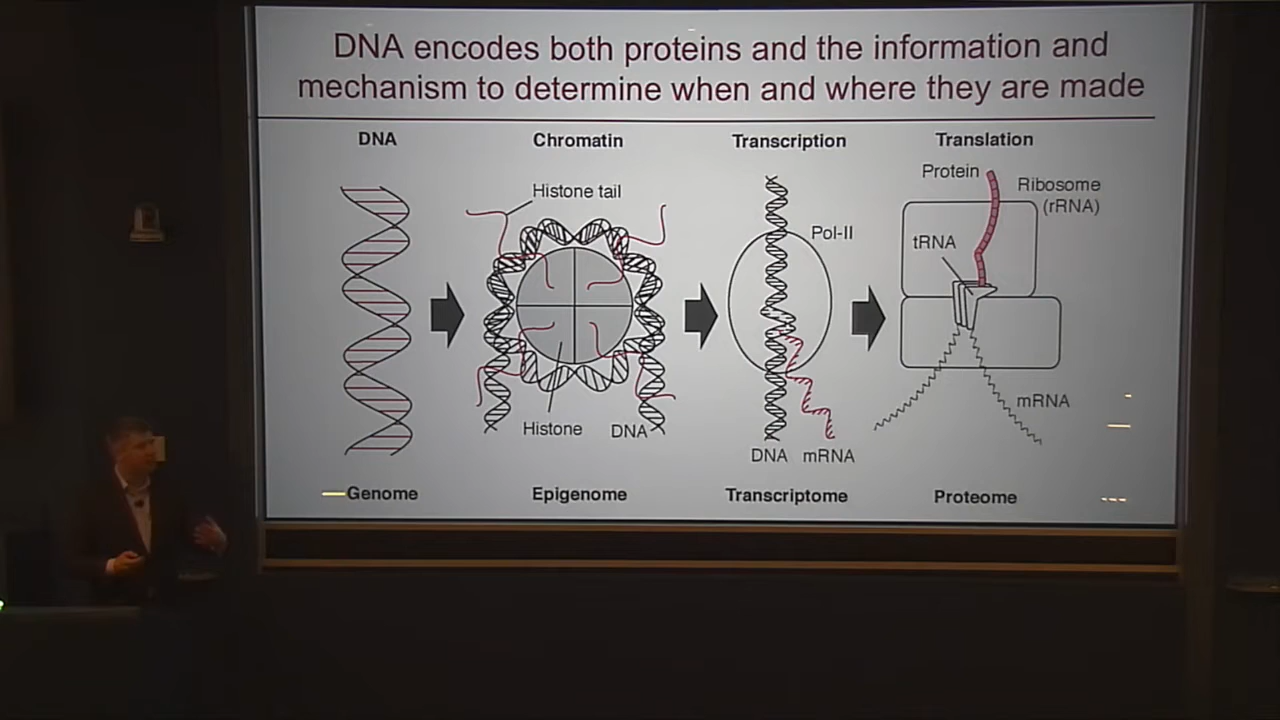 DNA encodes both proteins and the information and
mechanism to determine when and where they are made
DNA
Chromatin
Transcription
Translation
Histone tail
Histone
DNA
Pol-II
DNA
mRNA
Protein
Ribosome
(rRNA)
tRNA
mRNA
Genome
Epigenome
Transcriptome
Proteome